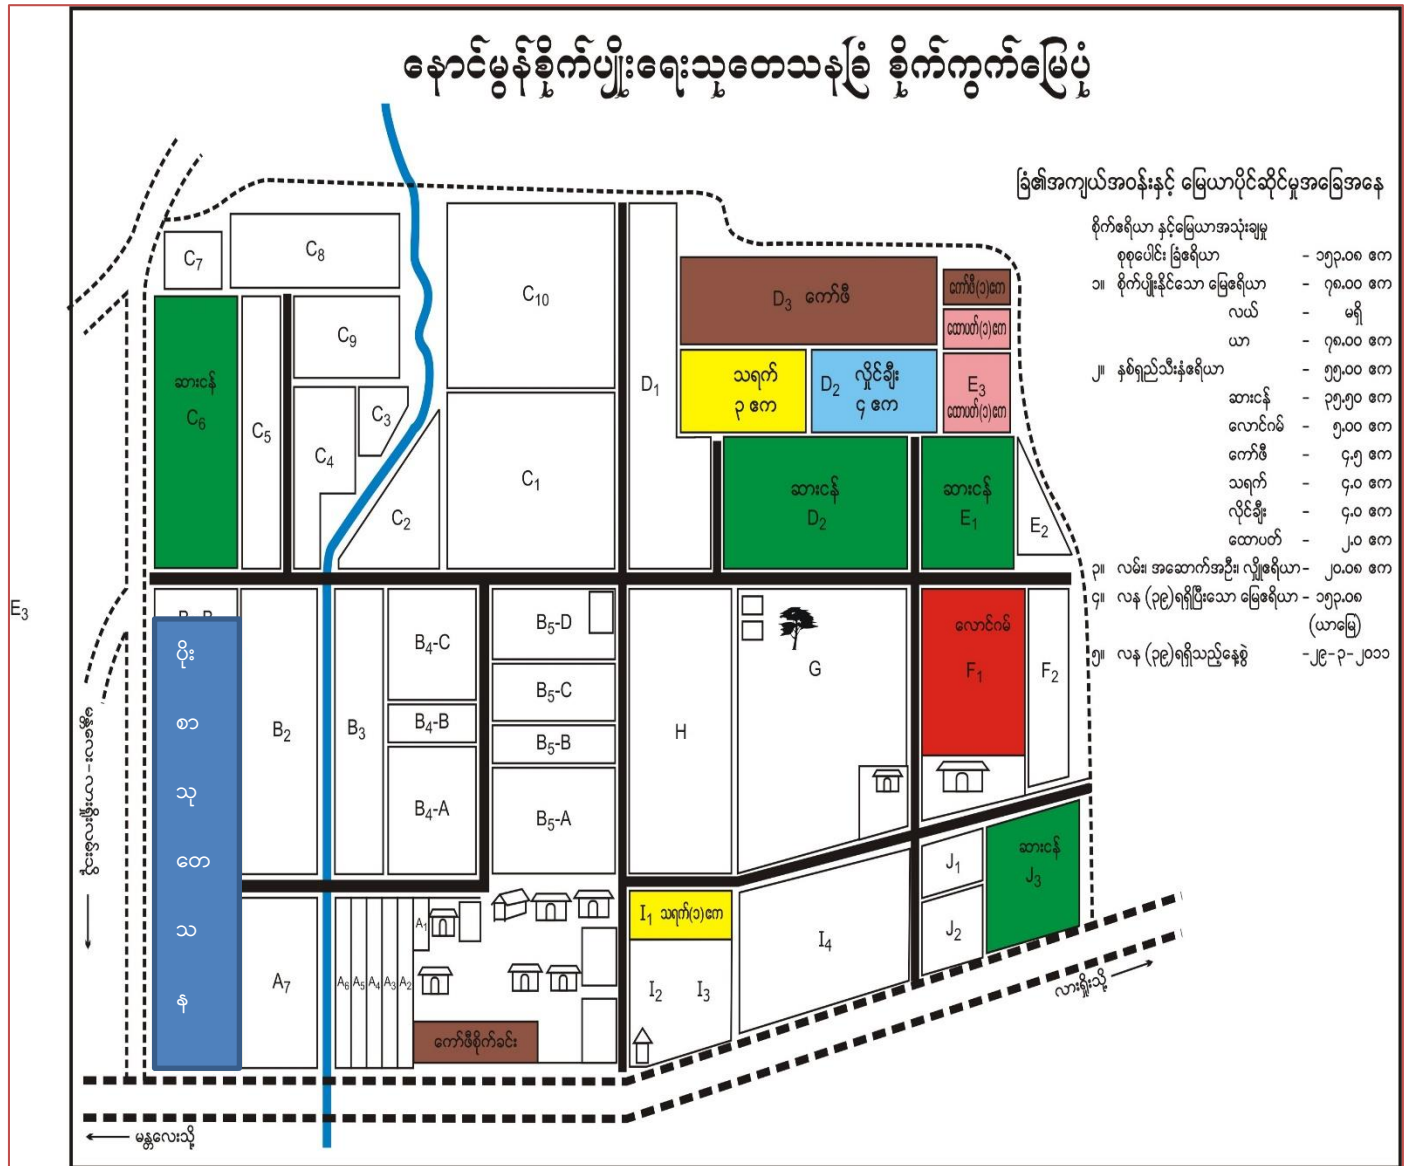 နောင်မွန်စိုက်ပျိုးရေးသုတေသနခြံ စိုက်ကွက်မြေပုံ
ခြံ၏အကျယ်အဝန်းနှင့် မြေယာပိုင်ဆိုင်မှုအခြေအနေ
စိုက်ဧရိယာ နှင့်မြေယာအသုံးချမှု
စုစုပေါင်း ခြံဧရိယာ - ၁၅၃.၀၈ ဧက
၁။ စိုက်ပျိုးနိုင်သော မြေဧရိယာ - ၇၈.၀၀ ဧက
လယ် - မရှိ
ယာ - ၇၈.၀၀ ဧက
၂။ နှစ်ရှည်သီးနှံဧရိယာ - ၅၅.၀၀ ဧက
ဆားငန် - ၃၅.၅၀ ဧက
လောင်ဂမ် - ၅.၀၀ ဧက
ကော်ဖီ - ၄.၅ ဧက
သရက် - ၄.၀ ဧက
လိုင်ချီး - ၄.၀ ဧက
ထောပတ် - ၂.၀ ဧက
၃။ လမ်း၊ အဆောက်အဦး၊ လျှိုဧရိယာ - ၂၀.၀၈ ဧက
၄။ လန (၃၉)ရရှိပြီးသော မြေဧရိယာ - ၁၅၃.၀၈
(ယာမြေ)
၅။ လန (၃၉)ရရှိသည့်နေ့စွဲ -၂၉-၃-၂၀၁၁
C7
C8
C10
D3 ကော်ဖီ
ကော်ဖီ(၁)ဧက
ထောပတ်(၁)ဧက
C9
ဆားငန်
C6
C5
C4
C3
C2
C1
D1
သရက်
၃ ဧက
D2 လှိုင်ချီး
၄ ဧက
E3
ထောပတ်(၁)ဧက
ဆားငန်
D2
ဆားငန်
E1
E2
E3
ပိုး
စာ
သု
တေ
သ
န
B2
B3
B4-C
B4-B
B4-A
B5-D
B5-C
B5-B
B5-A
H
G
လောင်ဂမ်
F1
F2
ဆားငန်
J3
J1
J2
A7
A6
A5
A4
A3
A2
A1
I1 သရက်(၁)ဧက
I2
I3
I4
ကော်ဖီစိုက်ခင်း
လားရှိုးသို့
မန္တလေးသို့